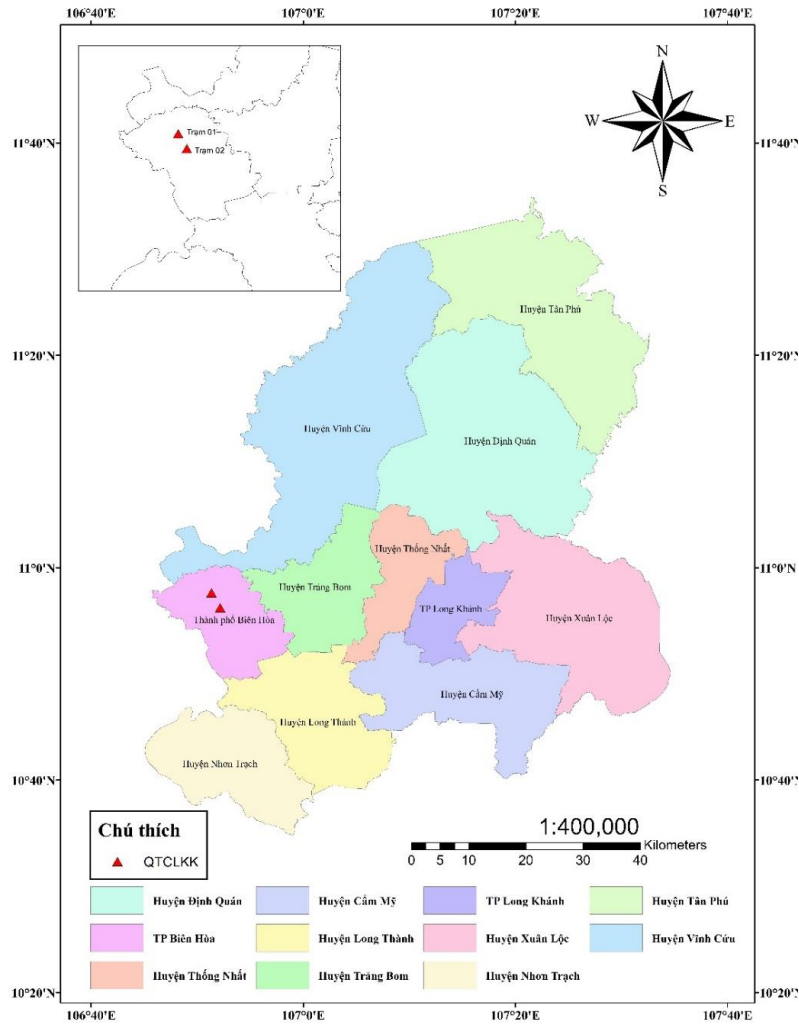 106°40'E 107°0'E 107°20'E 107°40'E
Trạm 01
Trạm 02
N
W E
S
11°40'N 11°40'N
Huyện Tân Phú
11°20'N 11°20'N
Huyện Vĩnh Cửu
Huyện Định Quán
11°0'N 11°0'N
Huyện Thống Nhất
Huyện Trảng Bom
TP Long Khánh
Huyện Xuân Lộc
Thành phố Biên Hòa
Huyện Cẩm Mỹ
Huyện Long Thành
Huyện Nhơn Trạch
10°40'N 10°40'N
Chú thích
QTCLKK
1:400,000
Kilometers
0 5 10 20 30 40
Huyện Định Quán Huyện Cẩm Mỹ TP Long Khánh Huyện Tân Phú
TP Biên Hòa Huyện Long Thành Huyện Xuân Lộc Huyện Vĩnh Cửu
Huyện Thống Nhất Huyện Trảng Bom Huyện Nhơn Trạch
10°20'N 10°20'N
106°40'E 107°0'E 107°20'E 107°40'E